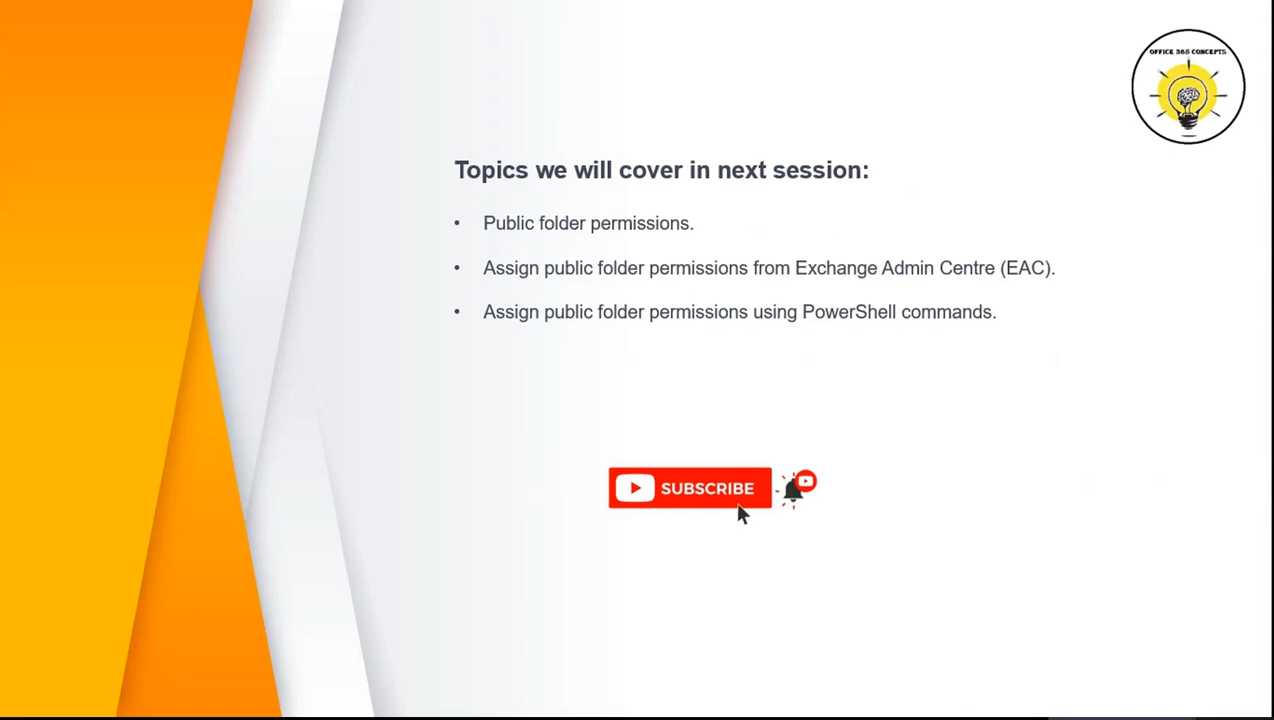 OFFICE 365 CONCEPTS
Topics we will cover in next session:
• Public folder permissions.
• Assign public folder permissions from Exchange Admin Centre (EAC).
• Assign public folder permissions using PowerShell commands.
SUBSCRIBE